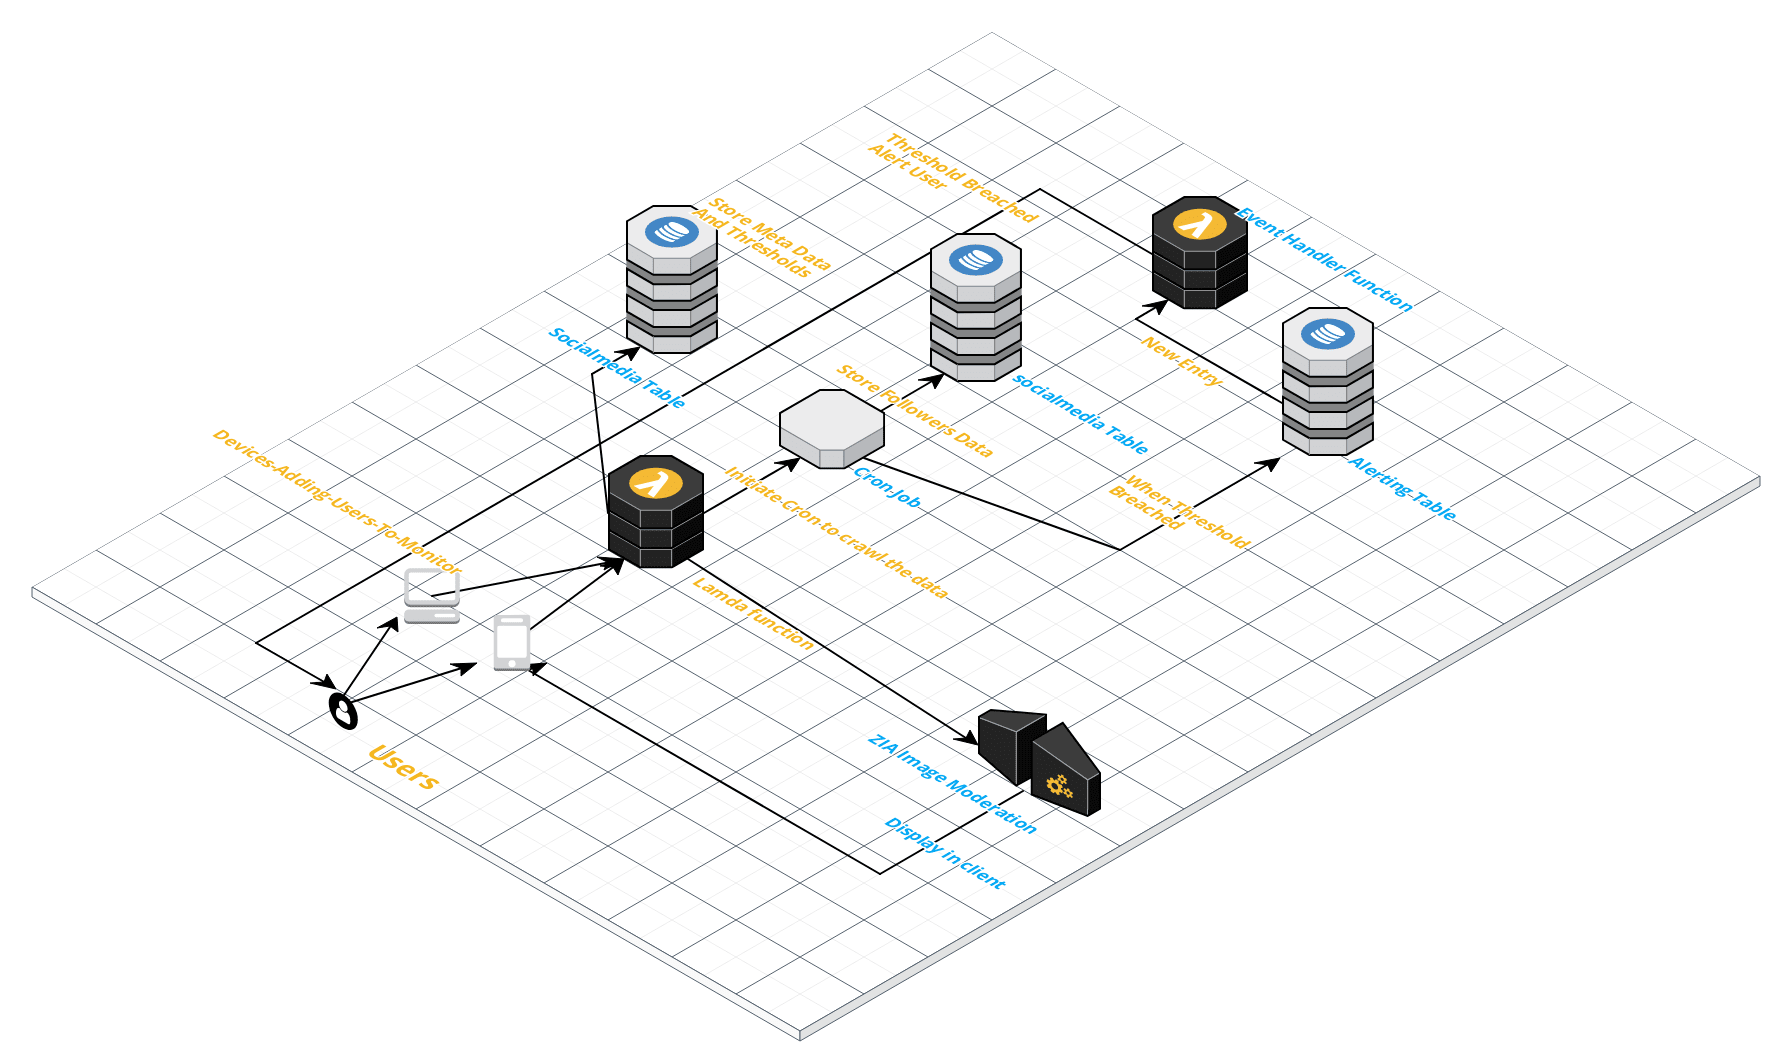 Threshold Breached
Alert User
Store Meta Data
And Thresholds
Event Handler Function
Socialmedia Table
New-Entry
Store Followers Data
socialmedia Table
Devices-Adding-Users-To-Monitor
Initiate-Cron-to-crawl-the-data
Cron-Job
When-Threshold
Breached
Alerting-Table
Lamda function
Users
ZIA Image Moderation
Display in client